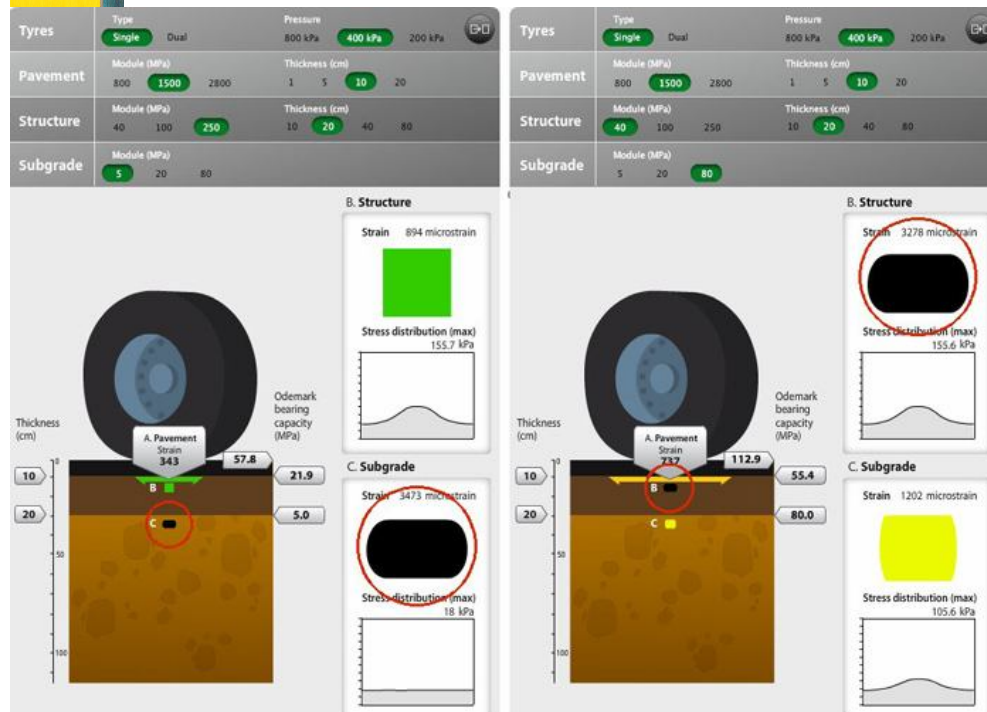 Tyres
Type
Single Dual
Pressure
800 kPa 400 kPa 200 kPa
Pavement
Module (MPa)
800 1500 2800
Thickness (cm)
1 5 10 20
Structure
Module (MPa)
40 100 250
Thickness (cm)
10 20 40 80
Subgrade
Module (MPa)
5 20 80
B. Structure
Strain 894 microstrain
Stress distribution (max)
155.7 kPa
Odemark
bearing
capacity
(MPa)
Thickness
(cm)
A. Pavement
Strain
343
57.8
0
10
21.9
B
20
5.0
C
50
100
C. Subgrade
Strain 3473 microstrain
Stress distribution (max)
18 kPa
Tyres
Type
Single Dual
Pressure
800 kPa 400 kPa 200 kPa
Pavement
Module (MPa)
800 1500 2800
Thickness (cm)
1 5 10 20
Structure
Module (MPa)
40 100 250
Thickness (cm)
10 20 40 80
Subgrade
Module (MPa)
5 20 80
B. Structure
Strain 3278 microstrain
Stress distribution (max)
155.6 kPa
Odemark
bearing
capacity
(MPa)
Thickness
(cm)
A. Pavement
Strain
737
112.9
0
10
55.4
B
20
80.0
C
50
100
C. Subgrade
Strain 1202 microstrain
Stress distribution (max)
105.6 kPa